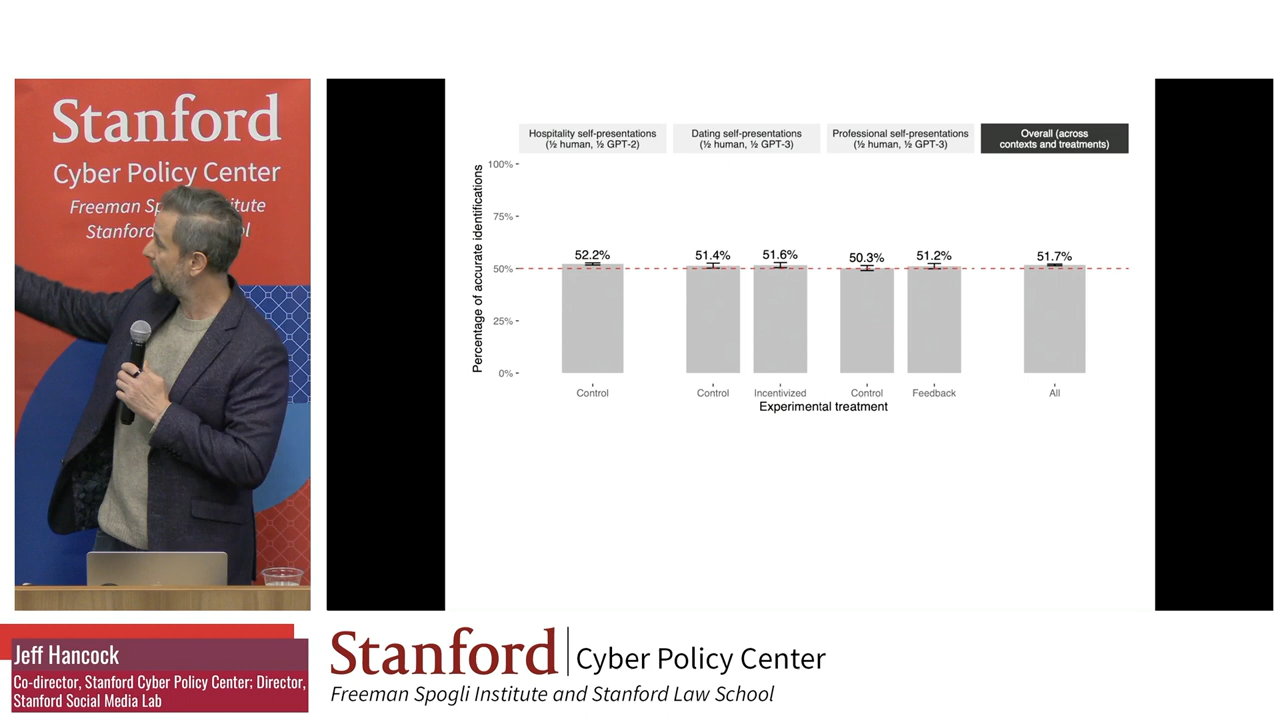 Stanford
Cyber Policy Center
Freeman Institute
Stanford
Hospitality self-presentations
(½ human, ½ GPT-2)
Dating self-presentations
(½ human, ½ GPT-3)
Professional self-presentations
(½ human, ½ GPT-3)
Overall (across
contexts and treatments)
Percentage of accurate identifications
100%
75%
50%
25%
0%
52.2%
51.4%
51.6%
50.3%
51.2%
51.7%
Control
Control
Incentivized
Control
Feedback
All
Experimental treatment
Jeff Hancock
Co-director, Stanford Cyber Policy Center; Director,
Stanford Social Media Lab
Stanford
Cyber Policy Center
Freeman Spogli Institute and Stanford Law School